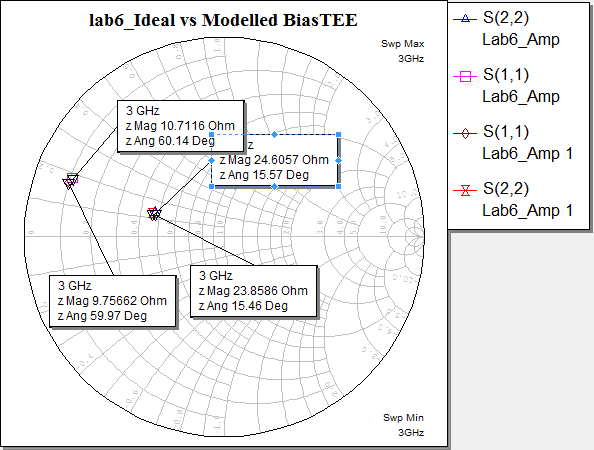 lab6_Ideal vs Modelled BiasTEE
Swp Max
3GHz
S(2,2)
Lab6_Amp
S(1,1)
Lab6_Amp
S(1,1)
Lab6_Amp 1
S(2,2)
Lab6_Amp 1
3 GHz
z Mag 10.7116 Ohm
z Ang 60.14 Deg
z
z Mag 24.6057 Ohm
z Ang 15.57 Deg
3 GHz
z Mag 23.8586 Ohm
z Ang 15.46 Deg
3 GHz
z Mag 9.75662 Ohm
z Ang 59.97 Deg
Swp Min
3GHz